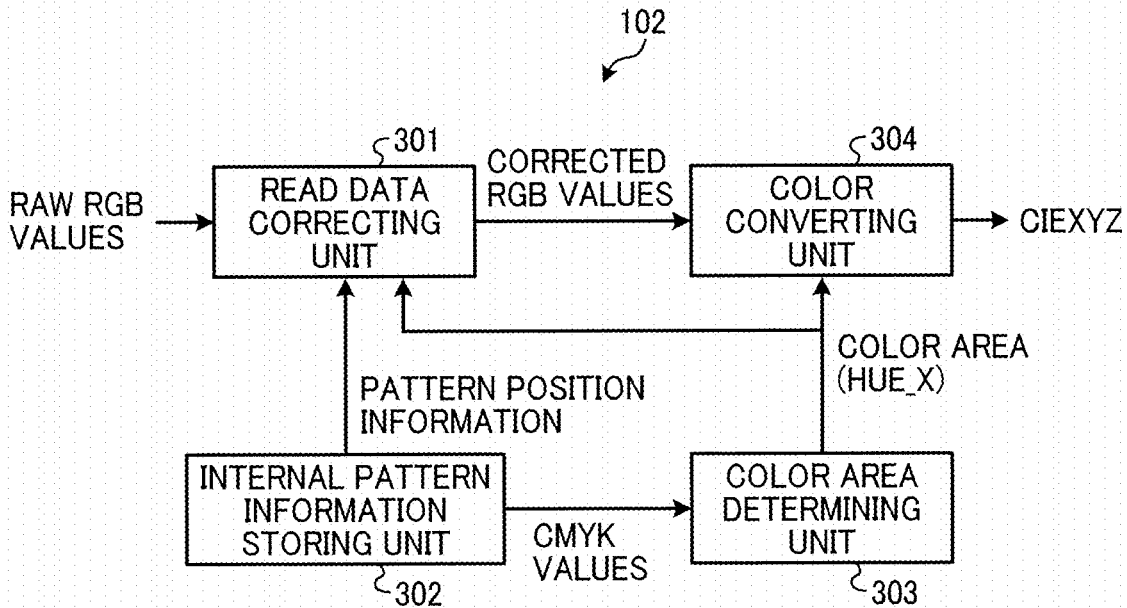 102
301
304
READ DATA
CORRECTING
UNIT
CORRECTED
RGB VALUES
COLOR
CONVERTING
UNIT
RAW RGB
VALUES
CIEXYZ
PATTERN POSITION
INFORMATION
COLOR AREA
(HUE_X)
INTERNAL PATTERN
INFORMATION
STORING UNIT
CMYK
VALUES
COLOR AREA
DETERMINING
UNIT
302
303